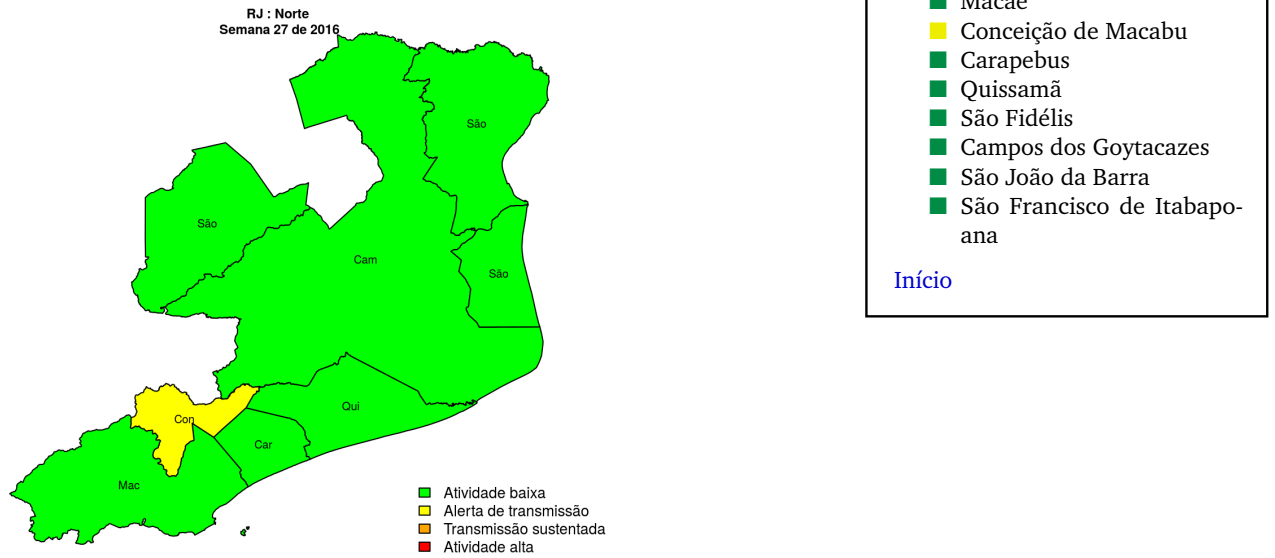 RJ : Norte
Semana 27 de 2016
São
São
Cam
São
Con
Qui
Car
Mac
Atividade baixa
Alerta de transmissão
Transmissão sustentada
Atividade alta
Macaé
Conceição de Macabu
Carapebus
Quissamã
São Fidélis
Campos dos Goytacazes
São João da Barra
São Francisco de Itabapo-
ana
Início